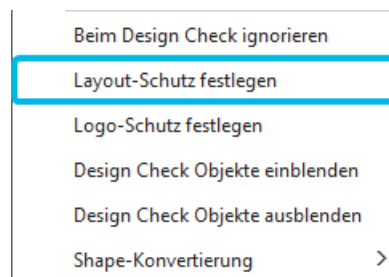 Beim Design Check ignorieren
Layout-Schutz festlegen
Logo-Schutz festlegen
Design Check Objekte einblenden
Design Check Objekte ausblenden
Shape-Konvertierung